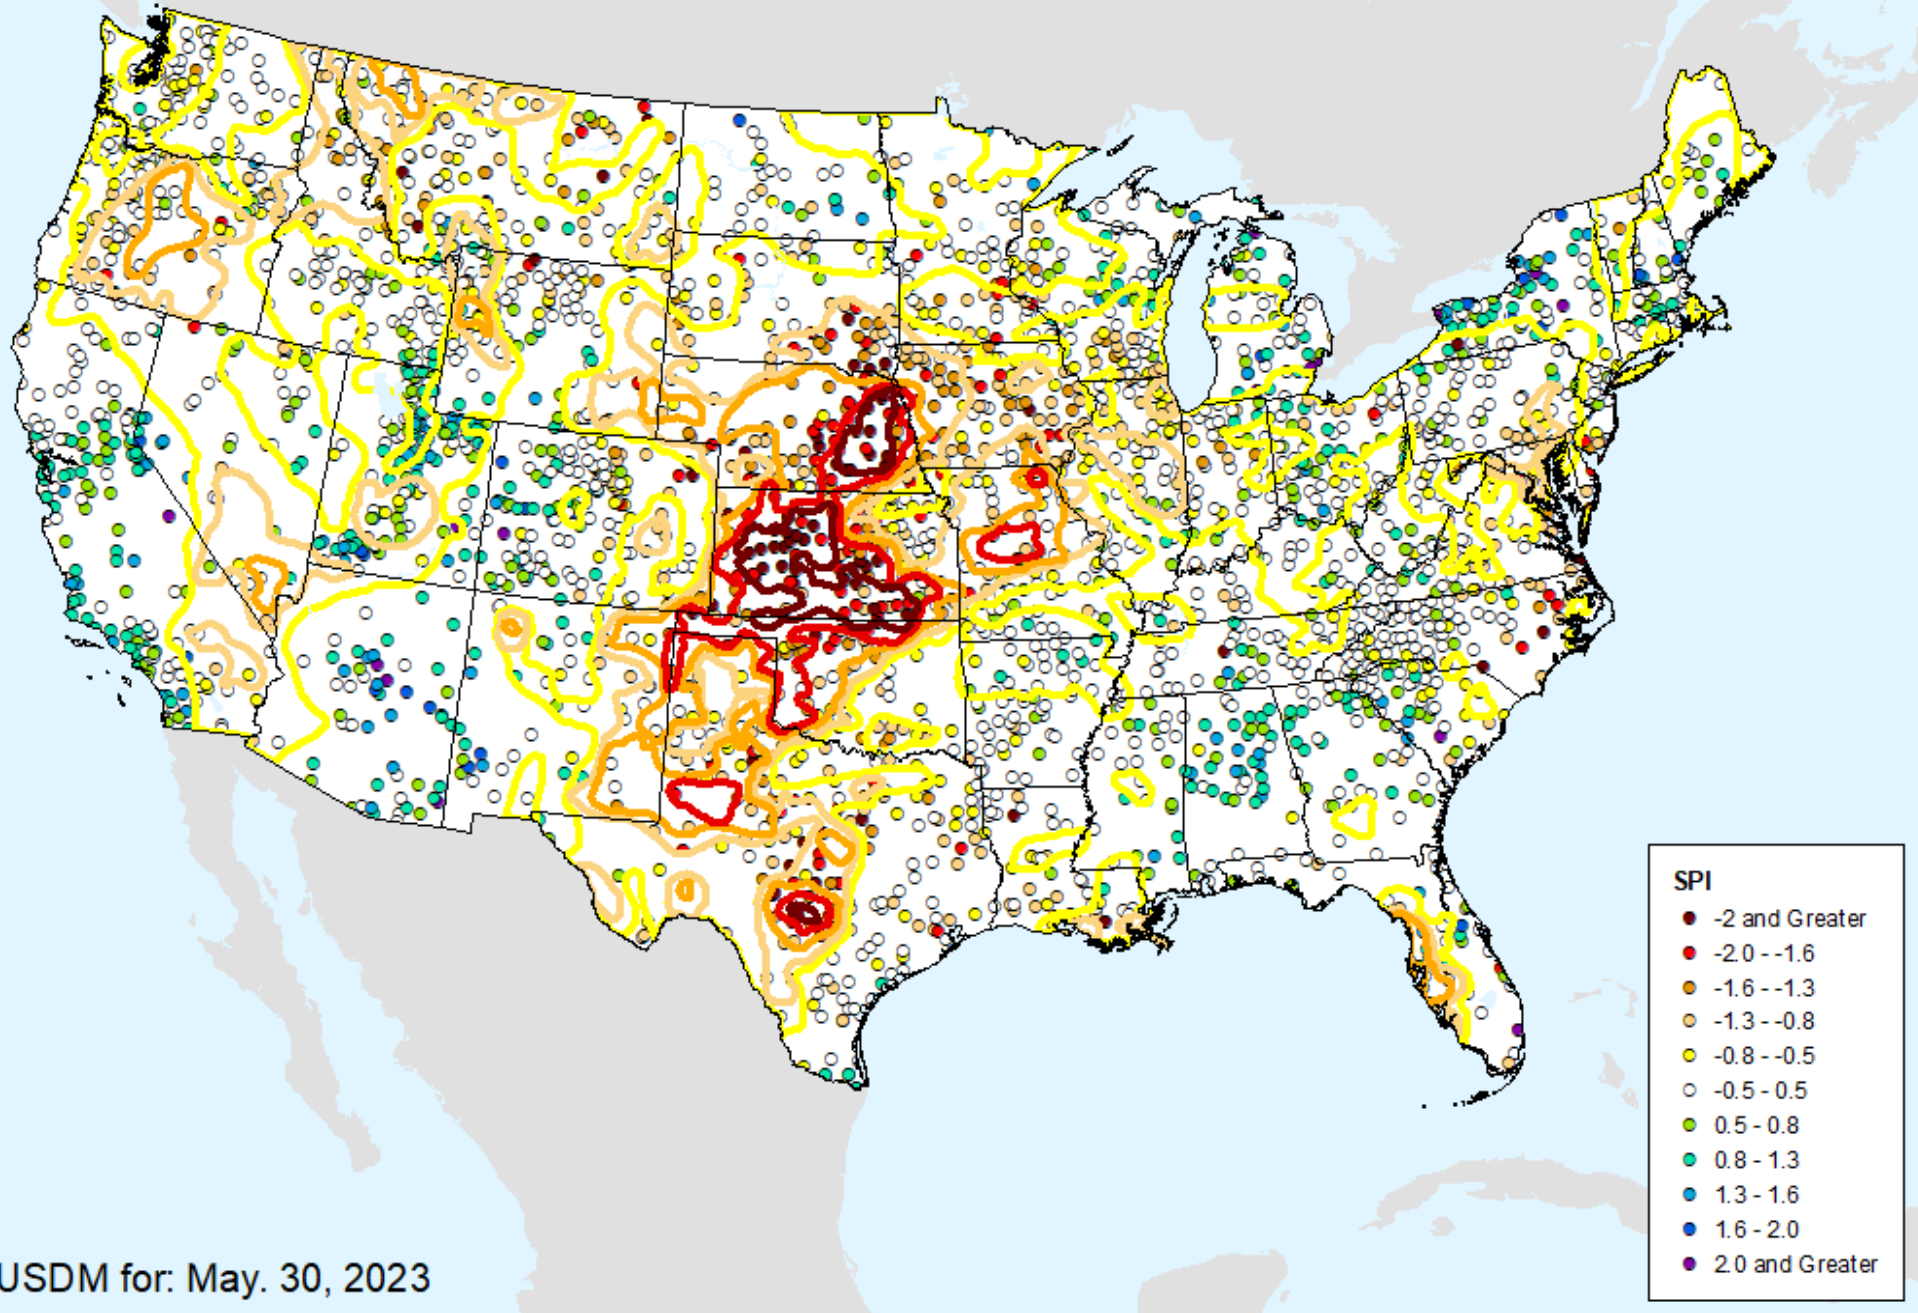 SPI
-2 and Greater
-2.0 - -1.6
-1.6 - -1.3
-1.3 - -0.8
-0.8 - -0.5
-0.5 - 0.5
0.5 - 0.8
0.8 - 1.3
1.3 - 1.6
1.6 - 2.0
2.0 and Greater
USDM for: May. 30, 2023